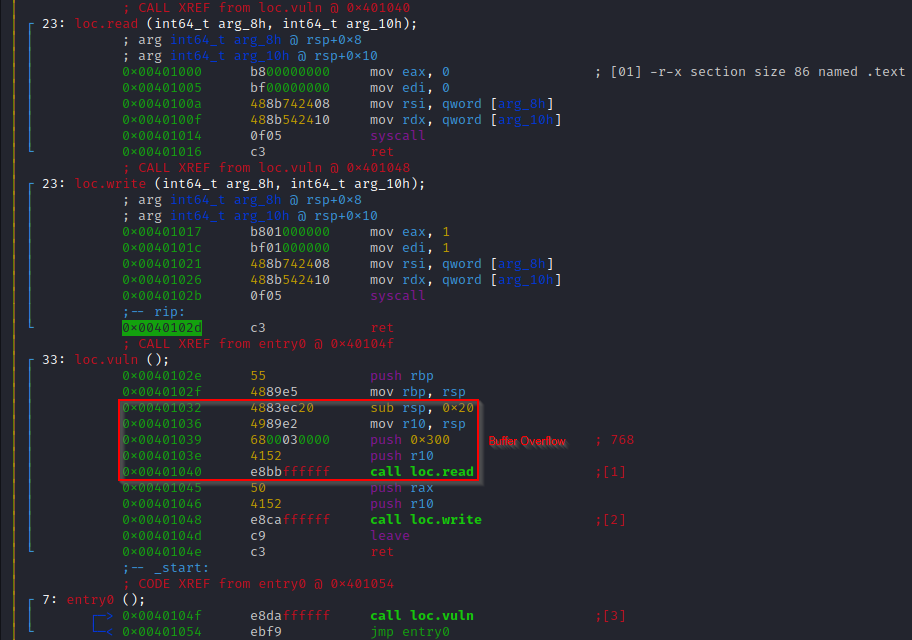 ; CALL XREF from loc.vuln @ 0×401040
23: loc.read (int64_t arg_8h, int64_t arg_10h);
; arg int64_t arg_8h @ rsp+0×8
; arg int64_t arg_10h @ rsp+0×10
0×00401000 b800000000 mov eax, 0 ; [01] -r-x section size 86 named .text
0×00401005 bf00000000 mov edi, 0
0×0040100a 488b742408 mov rsi, qword [arg_8h]
0×0040100f 488b542410 mov rdx, qword [arg_10h]
0×00401014 0f05 syscall
0×00401016 c3 ret
; CALL XREF from loc.vuln @ 0×401048
23: loc.write (int64_t arg_8h, int64_t arg_10h);
; arg int64_t arg_8h @ rsp+0×8
; arg int64_t arg_10h @ rsp+0×10
0×00401017 b801000000 mov eax, 1
0×0040101c bf01000000 mov edi, 1
0×00401021 488b742408 mov rsi, qword [arg_8h]
0×00401026 488b542410 mov rdx, qword [arg_10h]
0×0040102b 0f05 syscall
;-- rip:
0×0040102d c3 ret
; CALL XREF from entry0 @ 0×40104f
33: loc.vuln ();
0×0040102e 55 push rbp
0×0040102f 4889e5 mov rbp, rsp
0×00401032 4883ec20 sub rsp, 0×20
0×00401036 4989e2 mov r10, rsp
0×00401039 6800030000 push 0×300 Buffer Overflow ; 768
0×0040103e 4152 push r10
0×00401040 e8bbffffff call loc.read ;[1]
0×00401045 50 push rax
0×00401046 4152 push r10
0×00401048 e8caffffff call loc.write ;[2]
0×0040104d c9 leave
0×0040104e c3 ret
;-- _start:
; CODE XREF from entry0 @ 0×401054
7: entry0 ();
0×0040104f e8daffffff call loc.vuln ;[3]
0×00401054 ebf9 jmp entry0